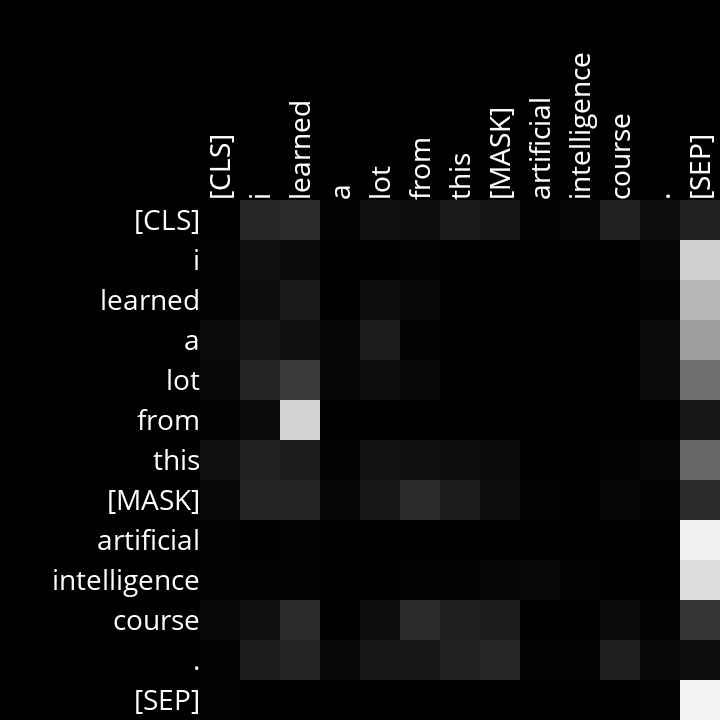 [CLS]
i
learned
a
lot
from
this
[MASK]
artificial
intelligence
course
.
[SEP]
[CLS]
i
learned
a
lot
from
this
[MASK]
artificial
intelligence
course
.
[SEP]